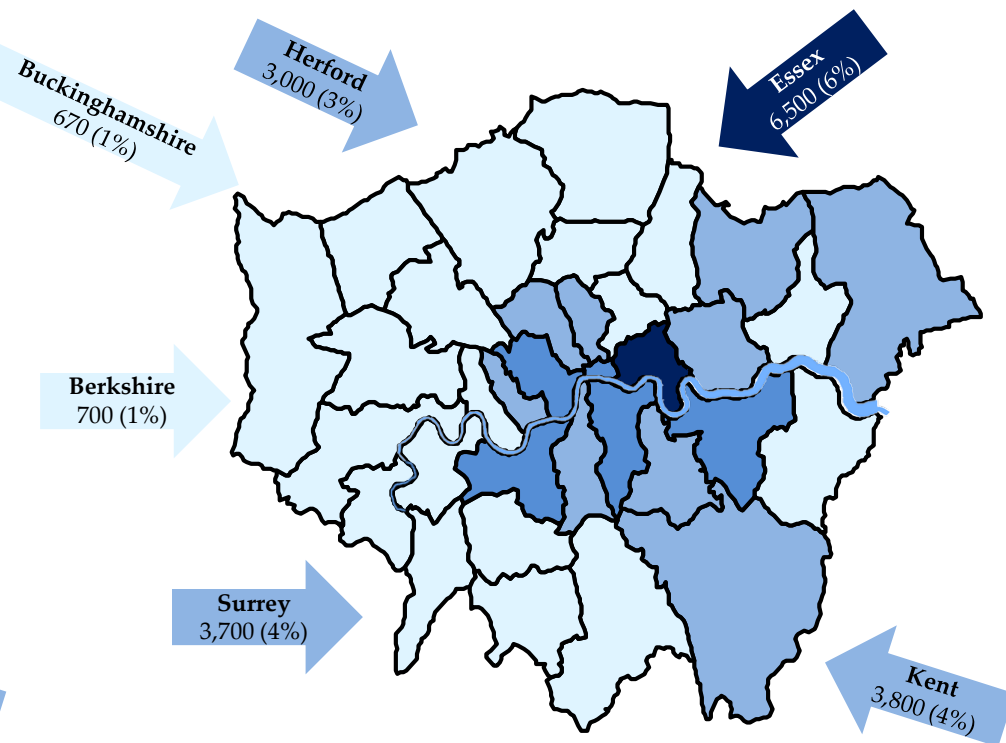 Buckinghamshire
670 (1%)
Herford
3,000 (3%)
Essex
6,500 (6%)
Berkshire
700 (1%)
Surrey
3,700 (4%)
Kent
3,800 (4%)